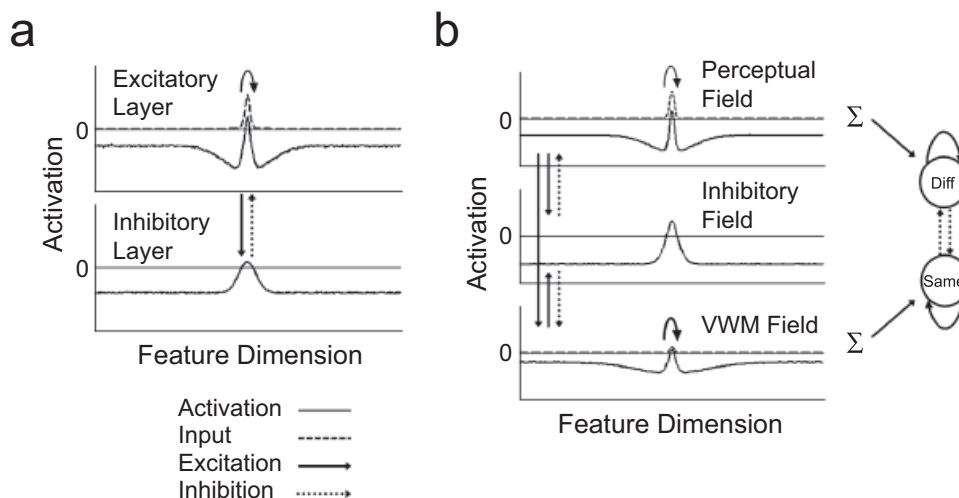 a
Excitatory
Layer
0
Activation
Inhibitory
Layer
0
Feature Dimension
Activation
Input
Excitation
Inhibition
b
Perceptual
Field
0
Σ
Diff
Inhibitory
Field
0
Activation
Same
VWM Field
0
Σ
Feature Dimension